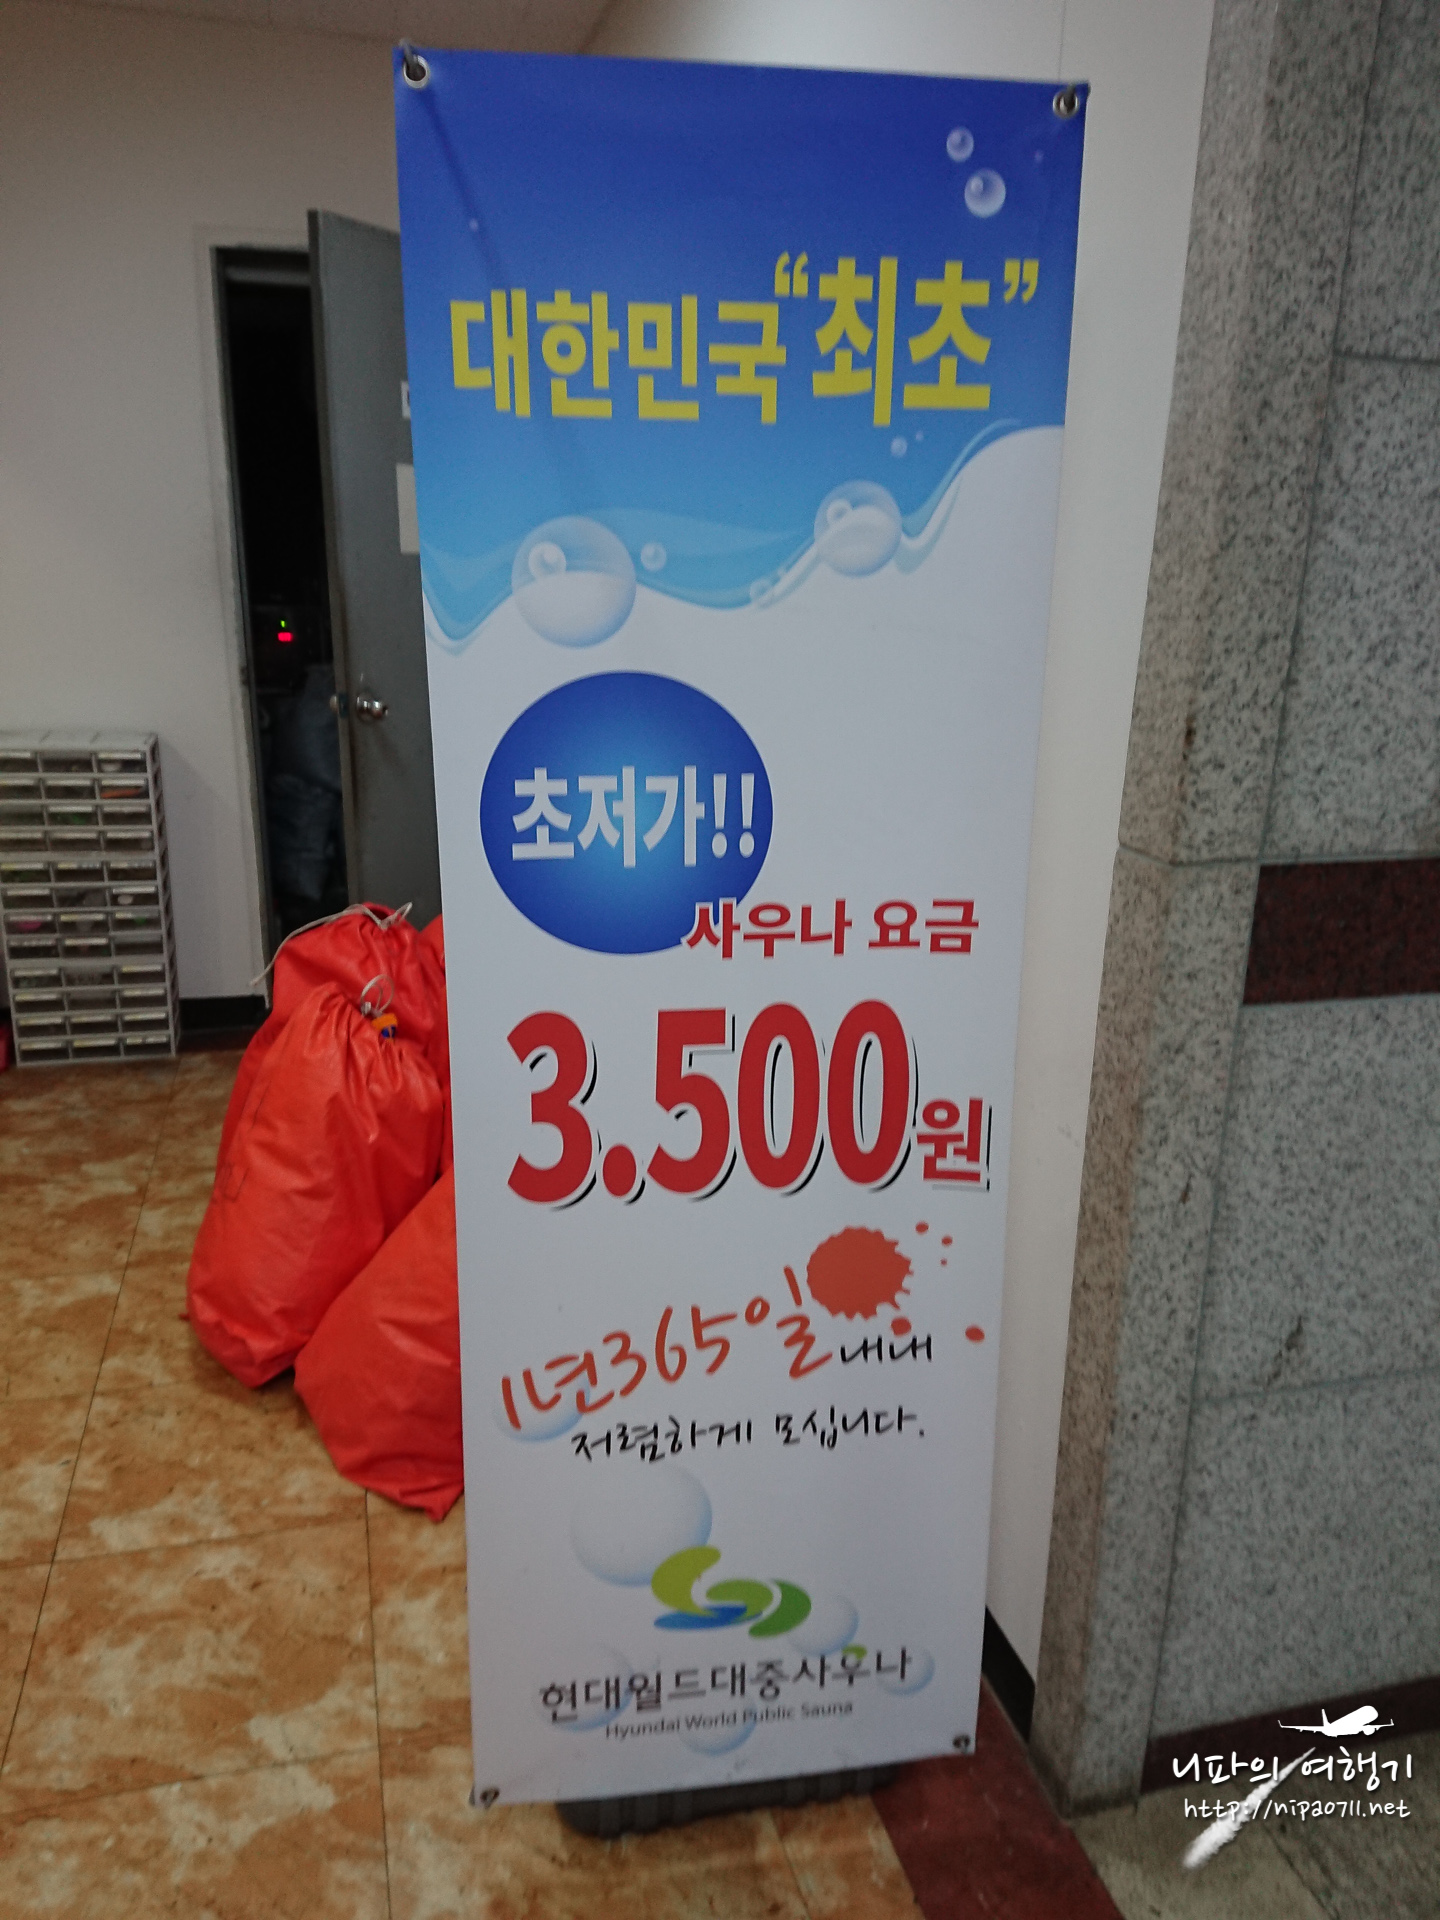 대한민국 “최초”
초저가!!
사우나 요금
3.500원
1년365일 내내
저렴하게 모십니다.
현대월드대중사우나
Hyundai World Public Sauna
니파의 여행기
http://nipa0711.net